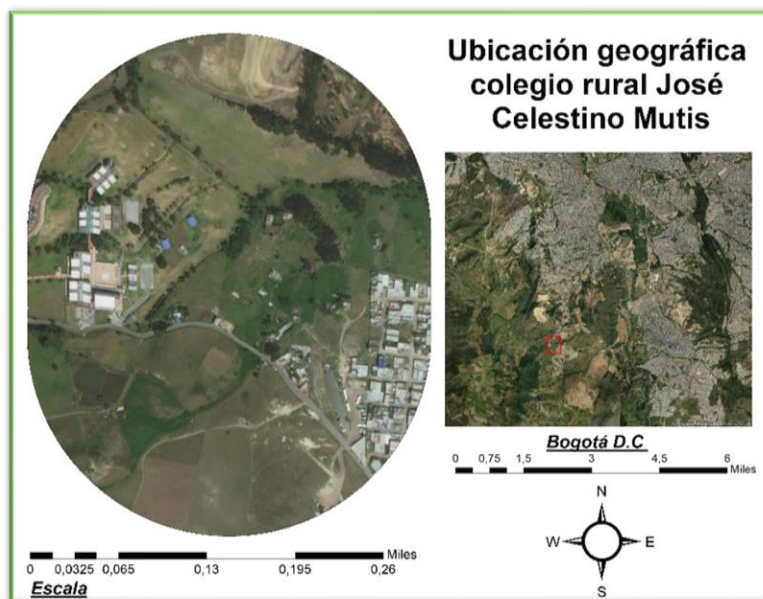 Ubicación geográfica
colegio rural José
Celestino Mutis
Bogotá D.C
0 0,75 1,5 3 4,5 6
Miles
N
W E
S
Miles
0 0,0325 0,065 0,13 0,195 0,26
Escala